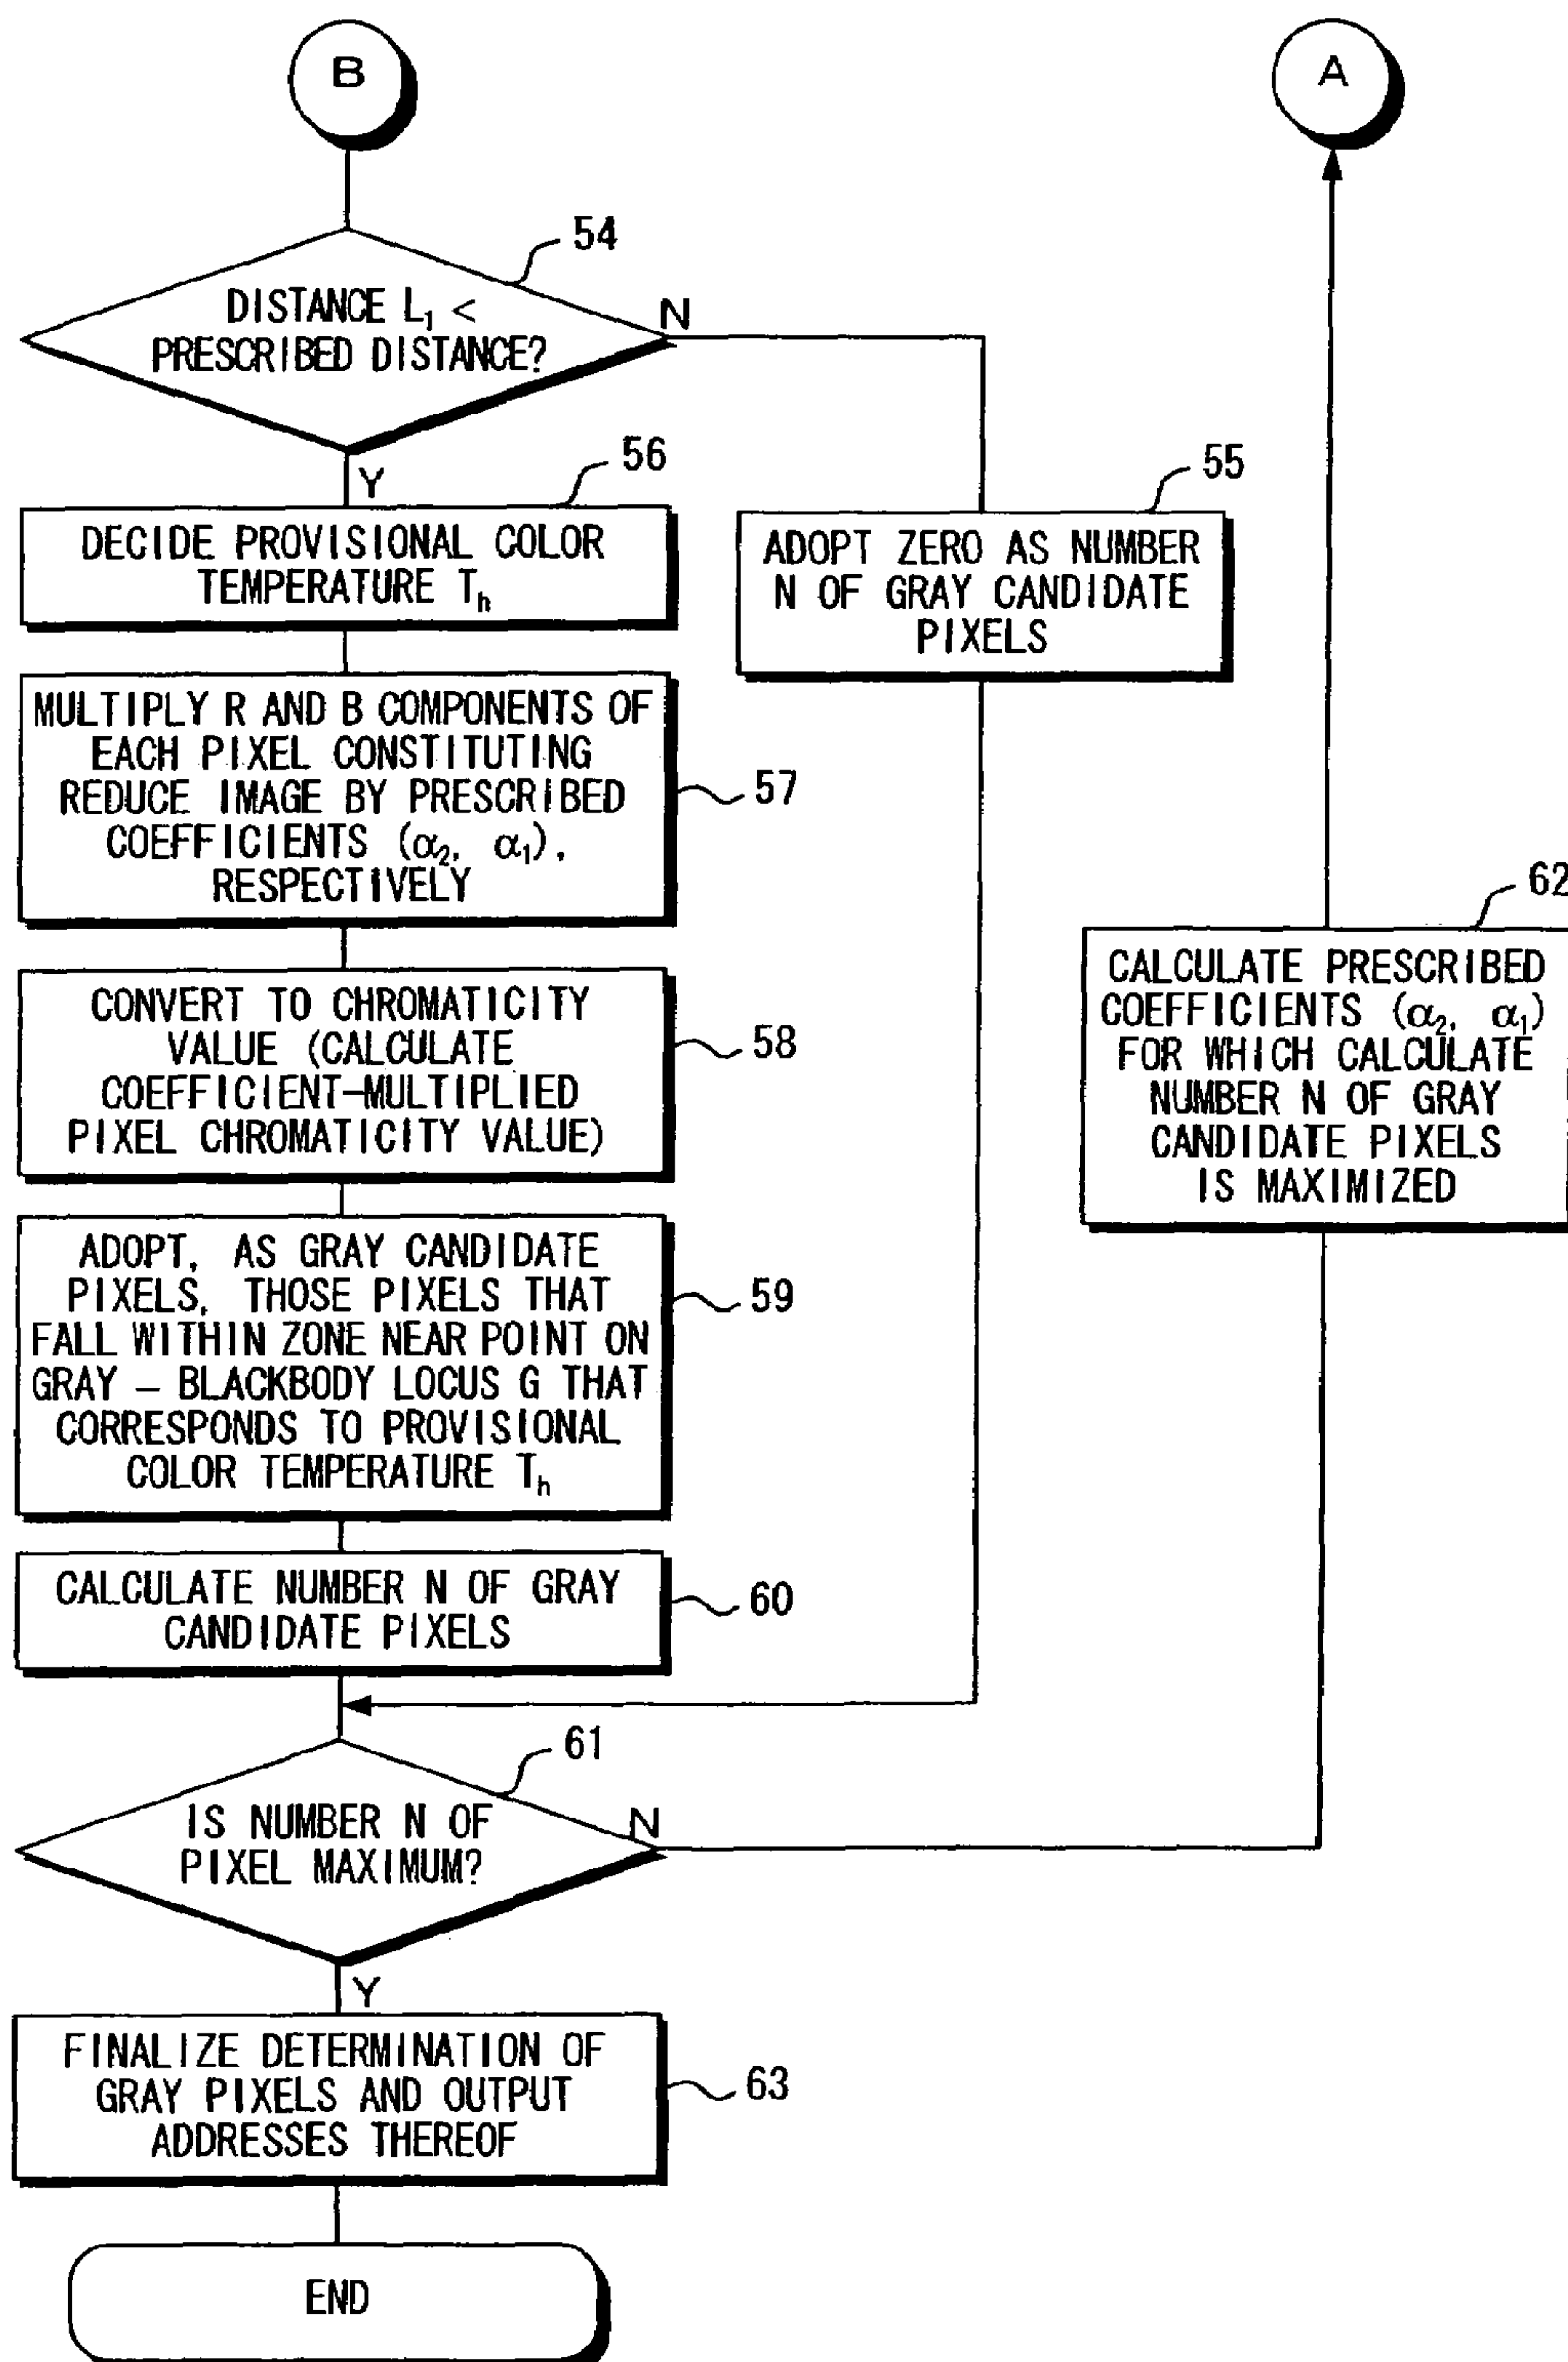 B
A
54
DISTANCE L₁ <
PRESCRIBED DISTANCE?
N
Y
56
DECIDE PROVISIONAL COLOR
TEMPERATURE Tₕ
55
ADOPT ZERO AS NUMBER
N OF GRAY CANDIDATE
PIXELS
MULTIPLY R AND B COMPONENTS OF
EACH PIXEL CONSTITUTING
REDUCE IMAGE BY PRESCRIBED
COEFFICIENTS (α₂, α₁),
RESPECTIVELY
57
CONVERT TO CHROMATICITY
VALUE (CALCULATE
COEFFICIENT-MULTIPLIED
PIXEL CHROMATICITY VALUE)
58
62
CALCULATE PRESCRIBED
COEFFICIENTS (α₂, α₁)
FOR WHICH CALCULATE
NUMBER N OF GRAY
CANDIDATE PIXELS
IS MAXIMIZED
ADOPT, AS GRAY CANDIDATE
PIXELS, THOSE PIXELS THAT
FALL WITHIN ZONE NEAR POINT ON
GRAY – BLACKBODY LOCUS G THAT
CORRESPONDS TO PROVISIONAL
COLOR TEMPERATURE Tₕ
59
CALCULATE NUMBER N OF GRAY
CANDIDATE PIXELS
60
61
IS NUMBER N OF
PIXEL MAXIMUM?
N
Y
FINALIZE DETERMINATION OF
GRAY PIXELS AND OUTPUT
ADDRESSES THEREOF
63
END